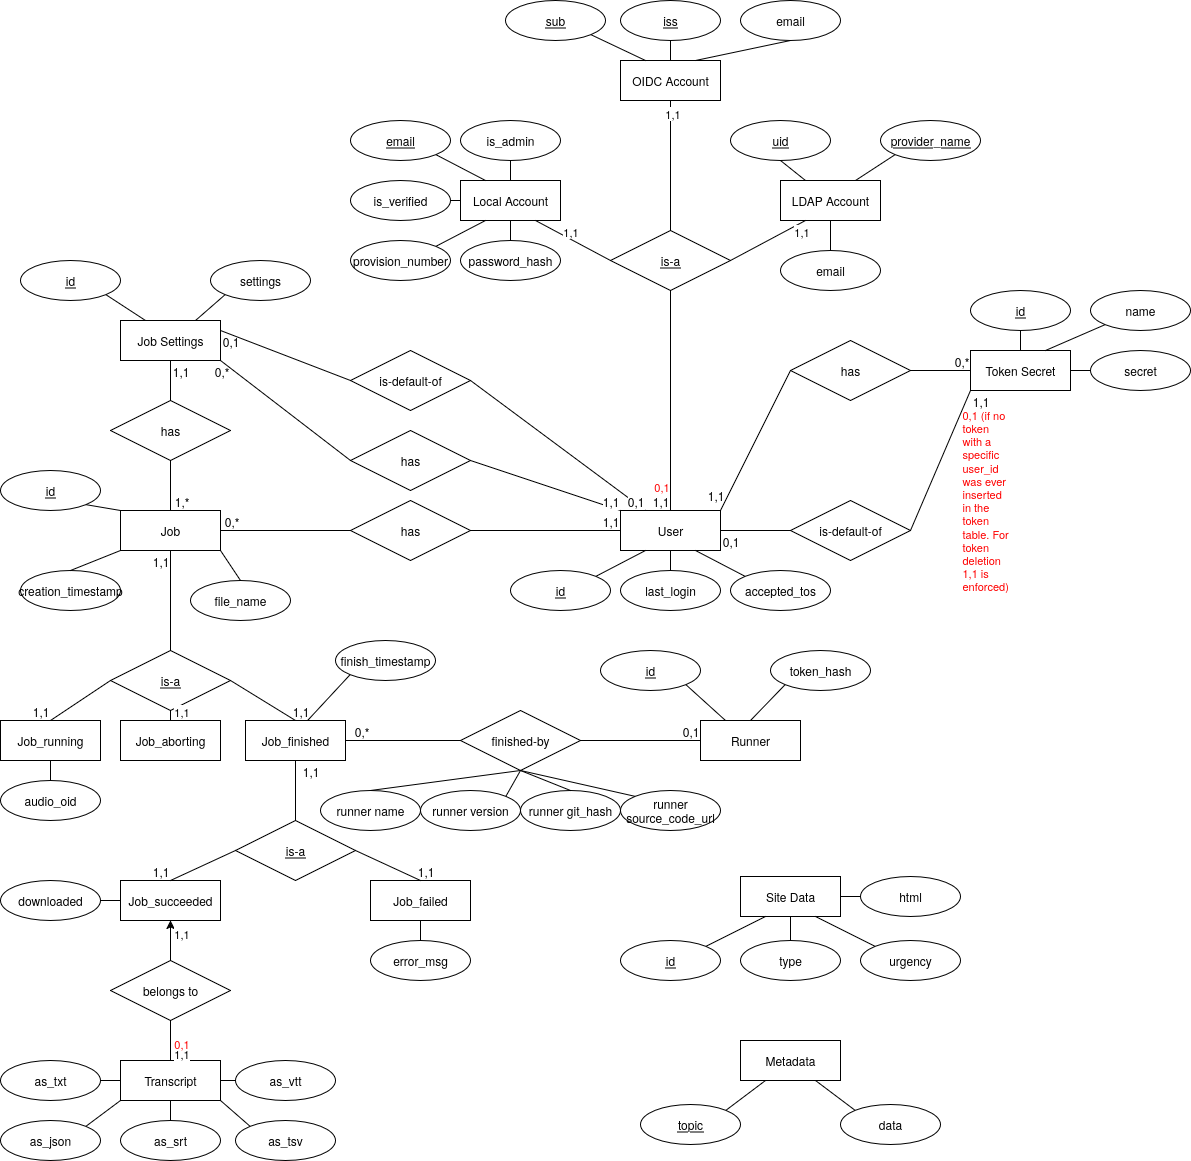 sub
iss
email
OIDC Account
1,1
email
is_admin
uid
provider_name
is_verified
Local Account
LDAP Account
1,1
1,1
provision_number
password_hash
is-a
email
id
settings
id
name
Job Settings
0,1
is-default-of
has
0,*
Token Secret
secret
1,1
0,*
1,1
0,1 (if no
token
with a
specific
user_id
was ever
inserted
in the
token
table. For
token
deletion
1,1 is
enforced)
has
has
id
1,*
0,1
1,1
0,1
1,1
1,1
Job
0,*
has
1,1
User
0,1
is-default-of
1,1
creation_timestamp
file_name
id
last_login
accepted_tos
is-a
finish_timestamp
id
token_hash
1,1
1,1
1,1
Job_running
Job_aborting
Job_finished
0,*
finished-by
0,1
Runner
1,1
audio_oid
runner name
runner version
runner git_hash
runner
source_code_url
is-a
1,1
1,1
downloaded
Job_succeeded
Job_failed
Site Data
html
1,1
error_msg
id
type
urgency
belongs to
0,1
1,1
as_txt
Transcript
as_vtt
Metadata
as_json
as_srt
as_tsv
topic
data